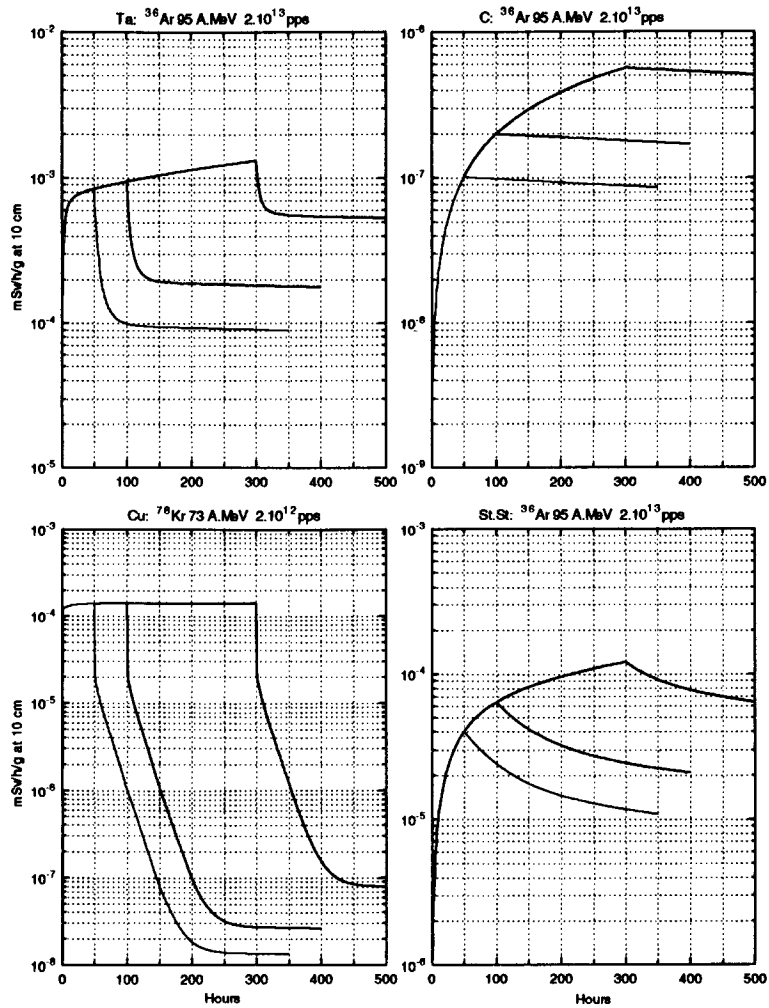 Ta: ³⁶Ar 95 A.MeV 2.10¹³pps
10⁻²
10⁻³
10⁻⁴
10⁻⁵
mSv/h/g at 10 cm
0 100 200 300 400 500
C: ³⁶Ar 95 A.MeV 2.10¹³pps
10⁻⁶
10⁻⁷
10⁻⁸
10⁻⁹
0 100 200 300 400 500
Cu: ⁷⁸Kr 73 A.MeV 2.10¹²pps
10⁻³
10⁻⁴
10⁻⁵
10⁻⁶
10⁻⁷
10⁻⁸
mSv/h/g at 10 cm
0 100 200 300 400 500
Hours
St.St: ³⁶Ar 95 A.MeV 2.10¹³pps
10⁻³
10⁻⁴
10⁻⁵
10⁻⁶
0 100 200 300 400 500
Hours